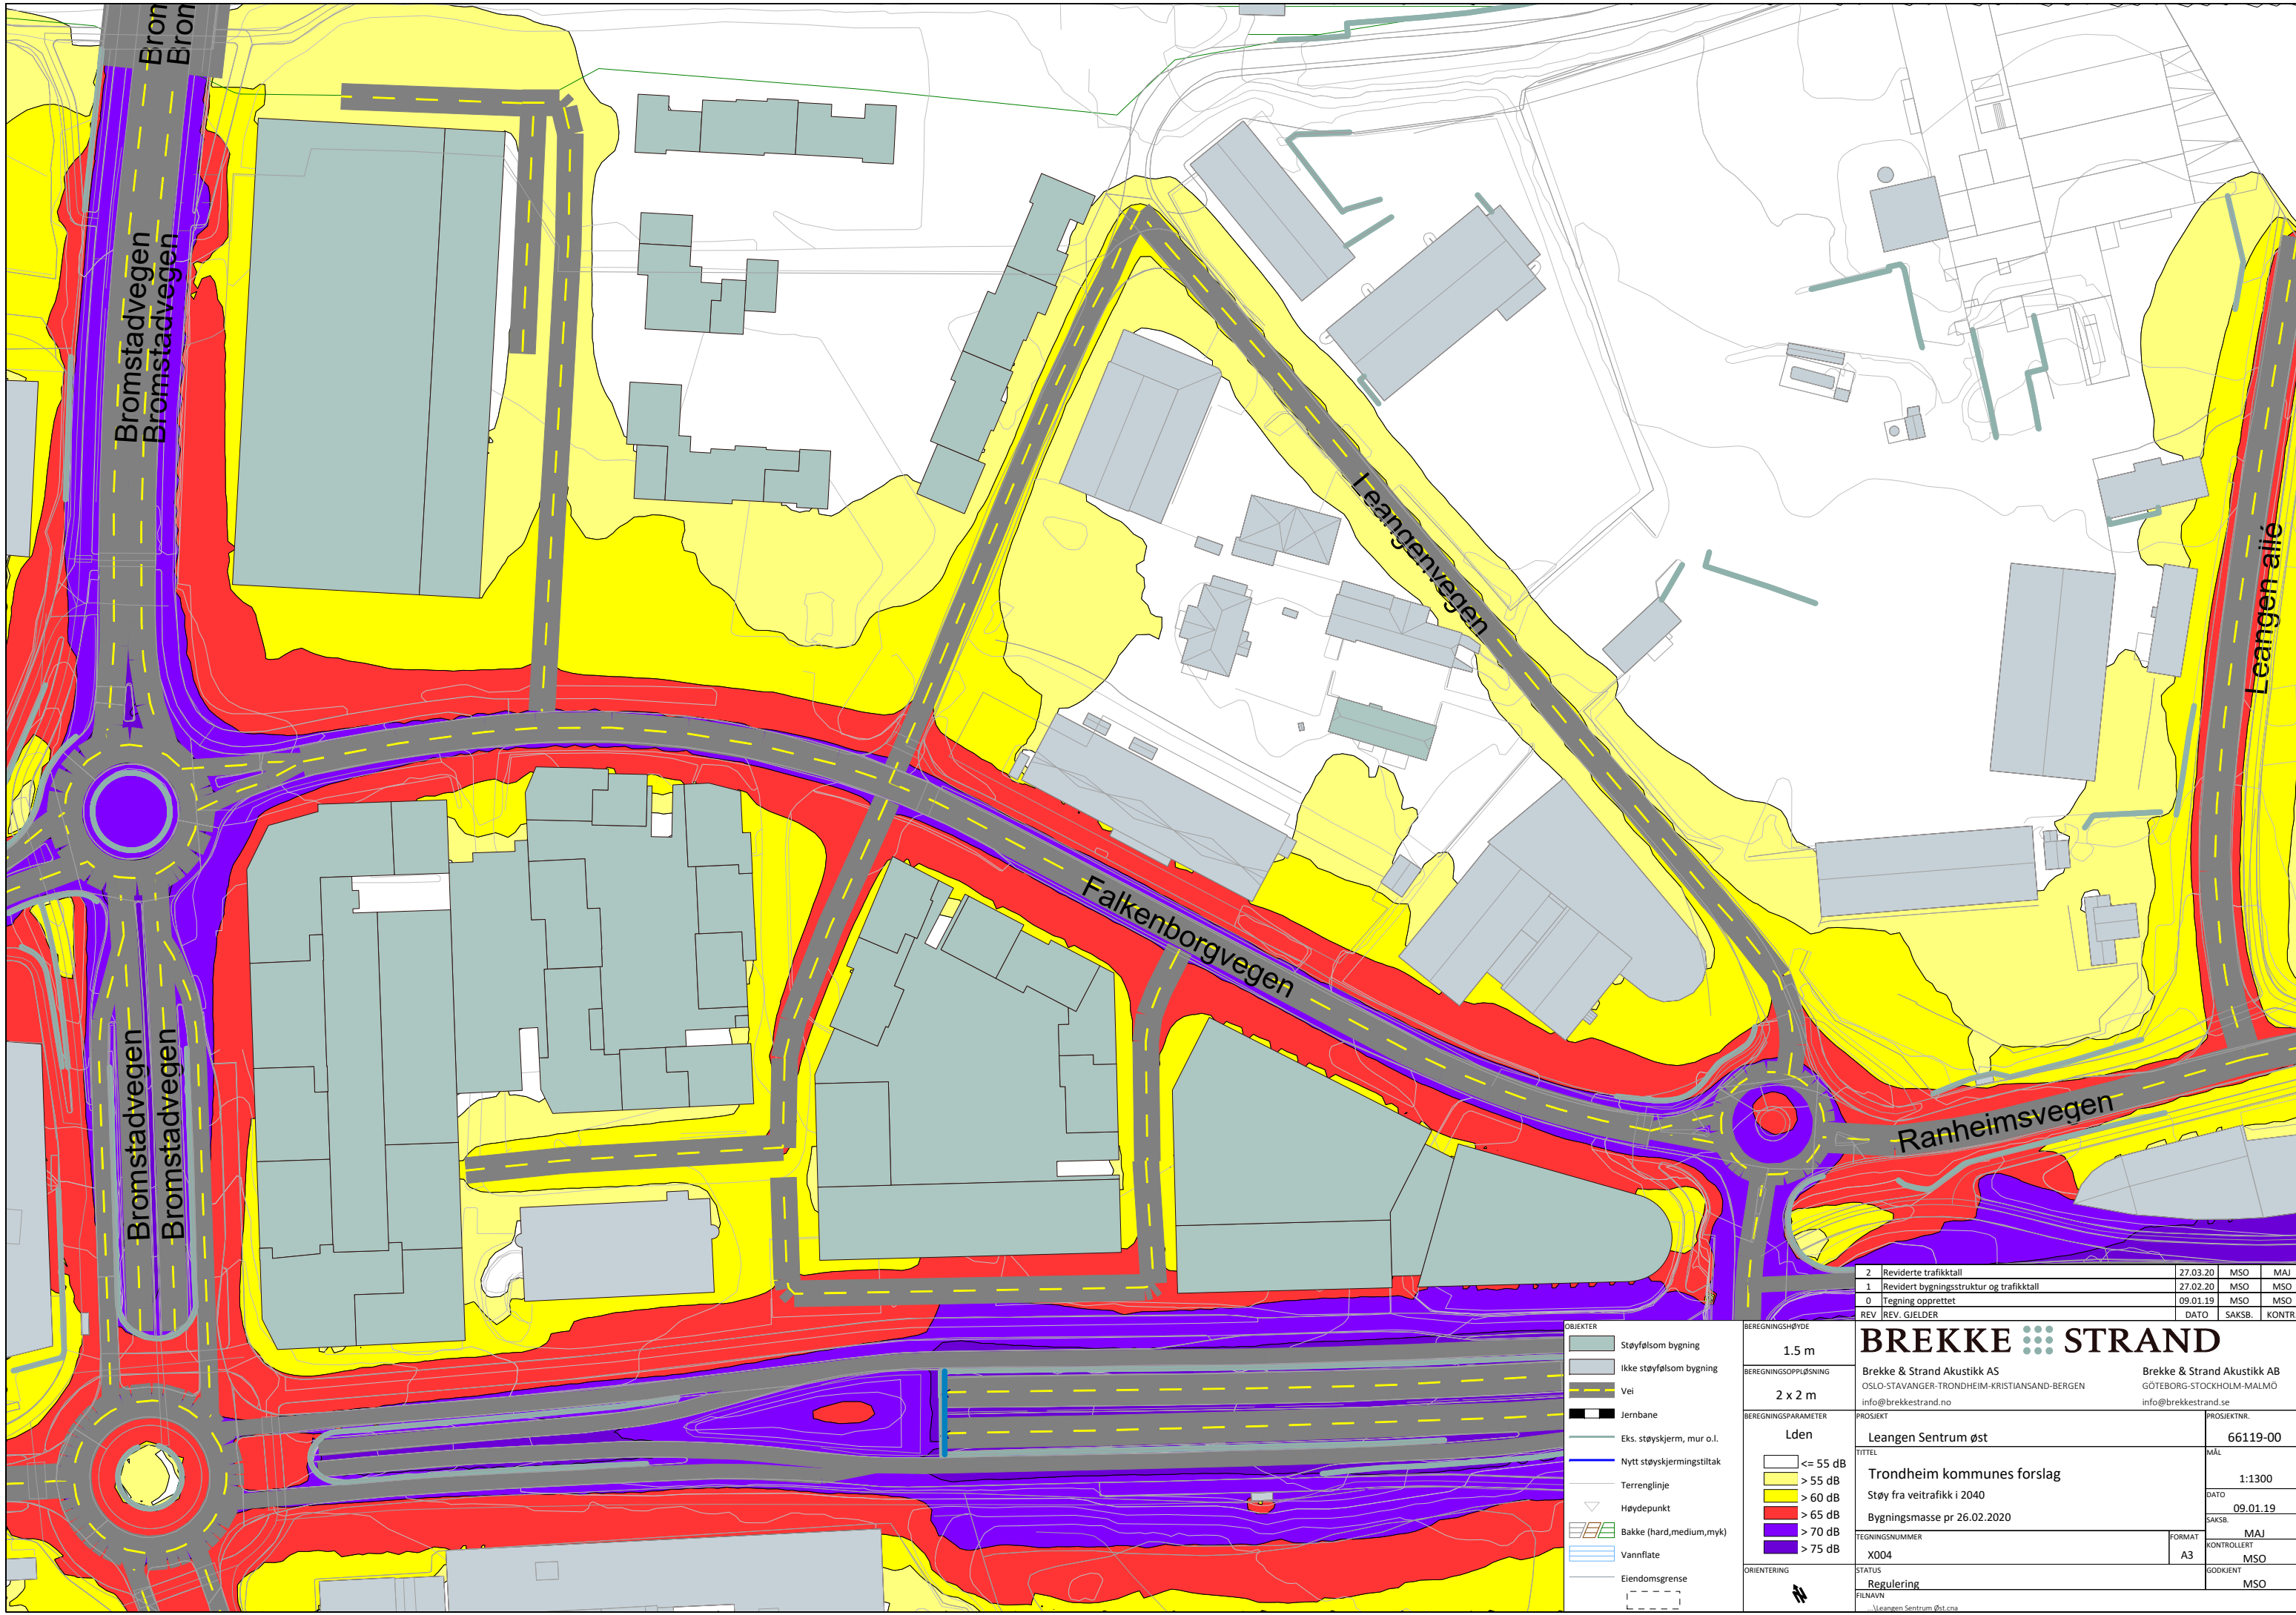 Brom
Brom
Bromstadvegen
Bromstadvegen
Leangenvegen
Leangen allé
Falkenborgvegen
Bromstadvegen
Bromstadvegen
Ranheimsvegen
2 Reviderte trafikktall 27.03.20 MSO MAJ
1 Revidert bygningsstruktur og trafikktall 27.02.20 MSO MSO
0 Tegning opprettet 09.01.19 MSO MSO
REV REV. GJELDER DATO SAKSB. KONTR.
OBJEKTER
Støyfølsom bygning
Ikke støyfølsom bygning
Vei
Jernbane
Eks. støyskjerm, mur o.l.
Nytt støyskjermingstiltak
Terrenglinje
Høydepunkt
Bakke (hard,medium,myk)
Vannflate
Eiendomsgrense
BEREGNINGSHØYDE
1.5 m
BEREGNINGSOPPLØSNING
2 x 2 m
BEREGNINGSPARAMETER
Lden
<= 55 dB
> 55 dB
> 60 dB
> 65 dB
> 70 dB
> 75 dB
ORIENTERING
N
BREKKE STRAND
Brekke & Strand Akustikk AS
OSLO-STAVANGER-TRONDHEIM-KRISTIANSAND-BERGEN
info@brekkestrand.no
Brekke & Strand Akustikk AB
GÖTEBORG-STOCKHOLM-MALMÖ
info@brekkestrand.se
PROSJEKT
Leangen Sentrum øst
PROSJEKTNR.
66119-00
TITTEL
Trondheim kommunes forslag
Støy fra veitrafikk i 2040
Bygningsmasse pr 26.02.2020
MÅL
1:1300
DATO
09.01.19
SAKSB.
MAJ
TEGNINGSNUMMER
X004
FORMAT
A3
KONTROLLERT
MSO
STATUS
Regulering
GODKJENT
MSO
FILNAVN
...\Leangen Sentrum Øst.cna